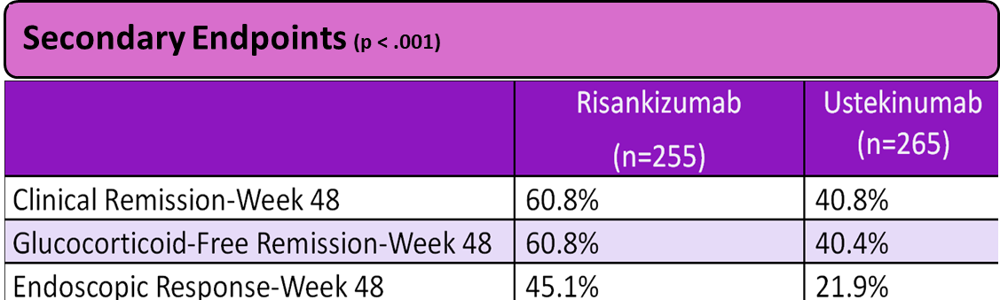 Secondary Endpoints (p < .001)
Risankizumab Ustekinumab
(n=255) (n=265)
Clinical Remission-Week 48 60.8% 40.8%
Glucocorticoid-Free Remission-Week 48 60.8% 40.4%
Endoscopic Response-Week 48 45.1% 21.9%